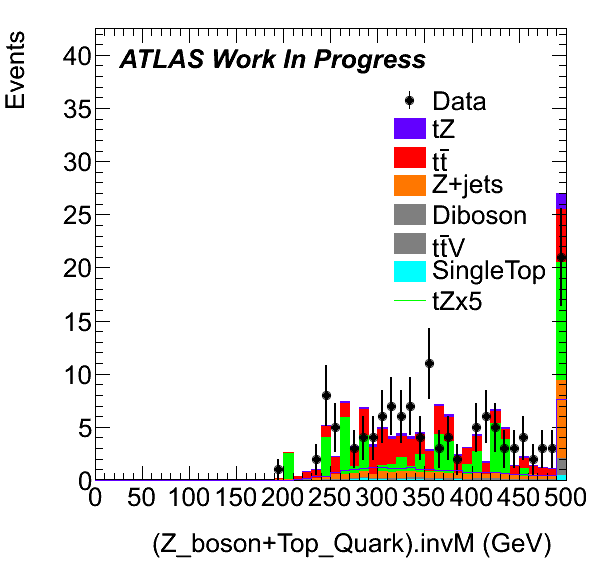 Events
ATLAS Work In Progress
40
35
30
25
20
15
10
5
0
Data
tZ
tt̄
Z+jets
Diboson
tt̄V
SingleTop
tZx5
0 50 100 150 200 250 300 350 400 450 500
(Z_boson+Top_Quark).invM (GeV)